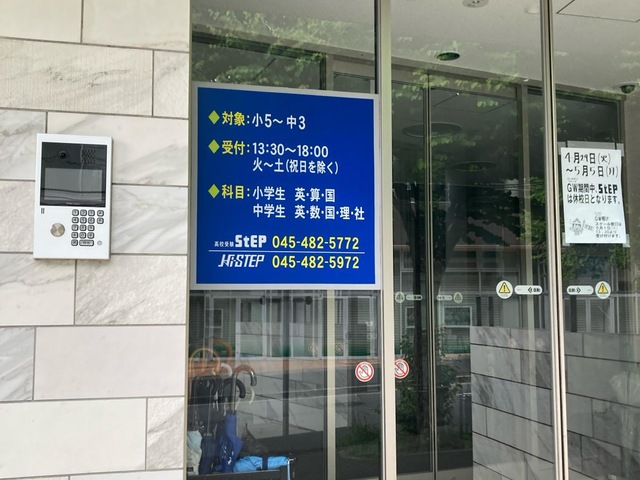 ◆対象：小5～中3
◆受付：13:30～18:00
火～土(祝日を除く)
◆科目：小学生 英・算・国
中学生 英・数・国・理・社
高校受験 StEP 045-482-5772
Hi-STEP 045-482-5972
4月29日(火)
～5月5日(月)
GW期間中、StEP
は休校日となります。